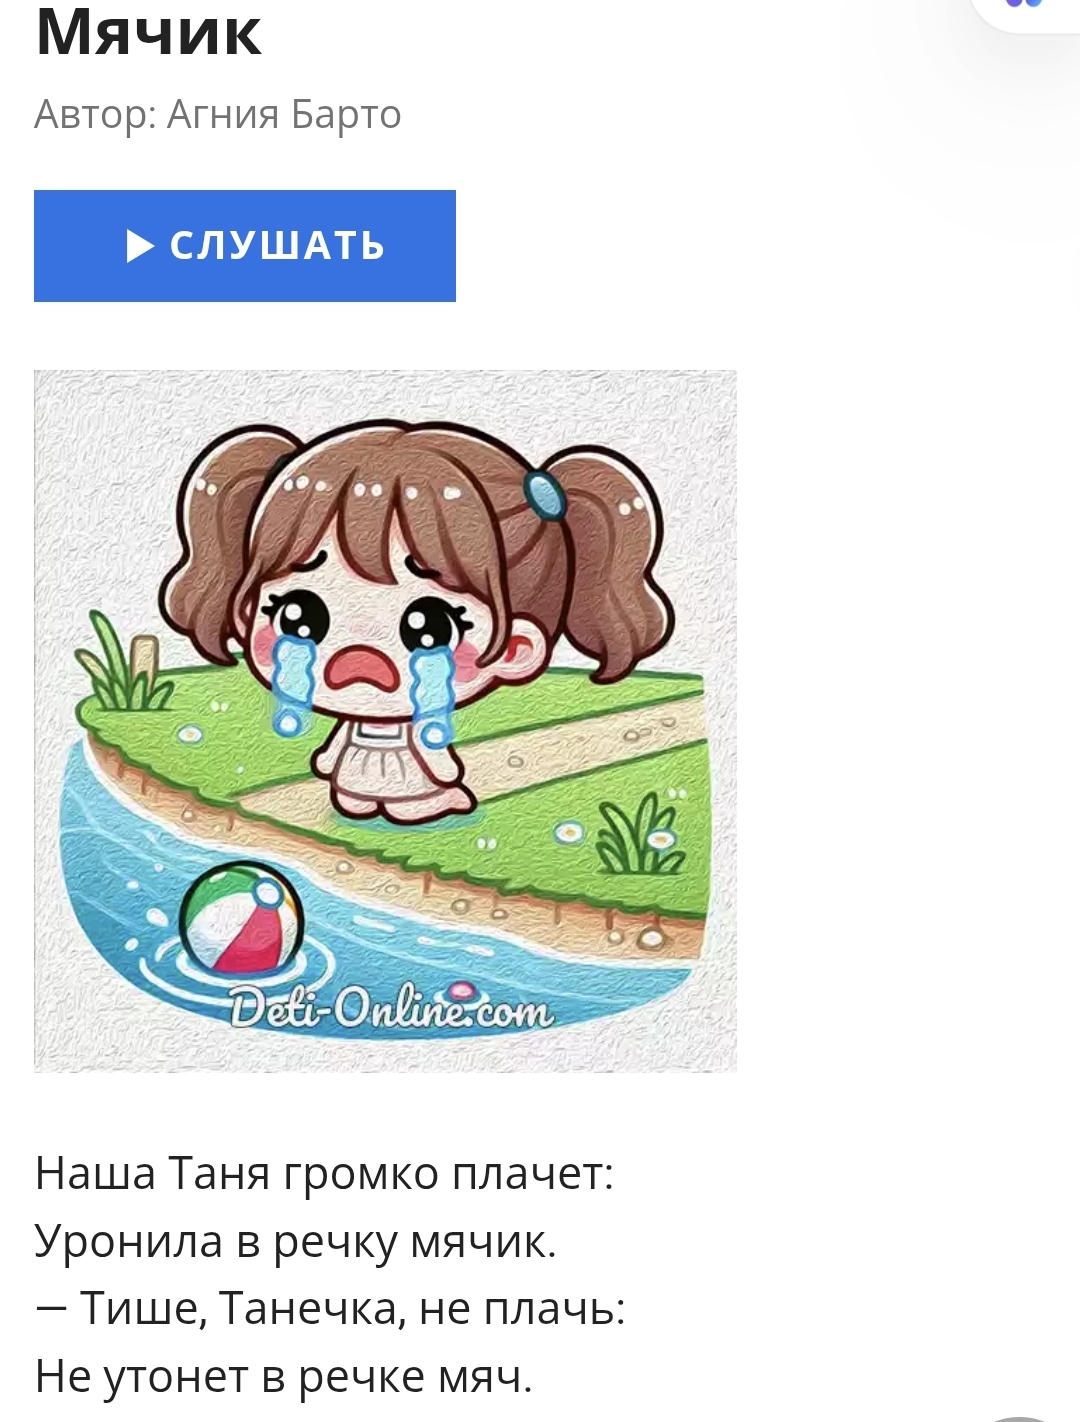 Мячик
Автор: Агния Барто
СЛУШАТЬ
Deti-Online.com
Наша Таня громко плачет:
Уронила в речку мячик.
— Тише, Танечка, не плачь:
Не утонет в речке мяч.